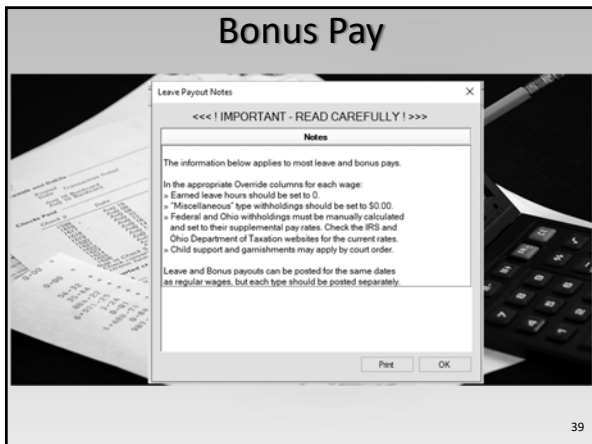 Bonus Pay
Leave Payout Notes
<<< ! IMPORTANT - READ CAREFULLY ! >>>
Notes
The information below applies to most leave and bonus pays.
In the appropriate Override columns for each wage:
» Earned leave hours should be set to 0.
» "Miscellaneous" type withholdings should be set to $0.00.
» Federal and Ohio withholdings must be manually calculated
and set to their supplemental pay rates. Check the IRS and
Ohio Department of Taxation websites for the current rates.
» Child support and garnishments may apply by court order.
Leave and Bonus payouts can be posted for the same dates
as regular wages, but each type should be posted separately.
Print OK
39